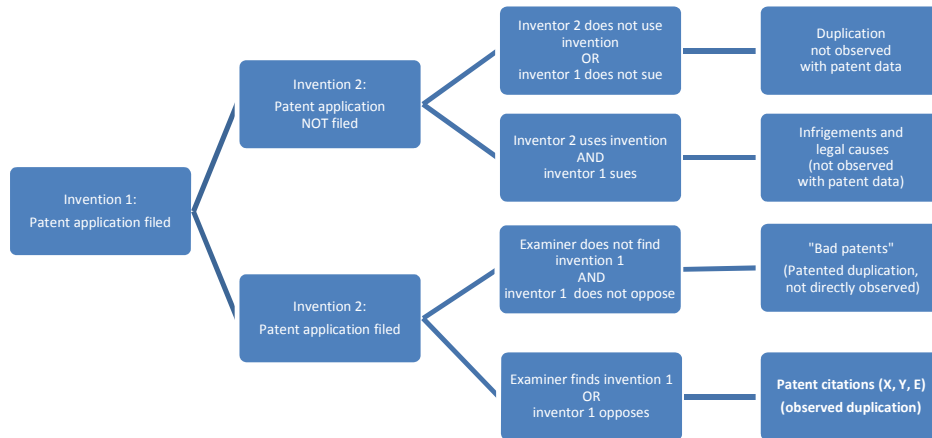 Invention 1:
Patent application filed
Invention 2:
Patent application
NOT filed
Invention 2:
Patent application filed
Inventor 2 does not use
invention
OR
inventor 1 does not sue
Inventor 2 uses invention
AND
inventor 1 sues
Examiner does not find
invention 1
AND
inventor 1 does not oppose
Examiner finds invention 1
OR
inventor 1 opposes
Duplication
not observed
with patent data
Infrigements and
legal causes
(not observed
with patent data)
"Bad patents"
(Patented duplication,
not directly observed)
Patent citations (X, Y, E)
(observed duplication)